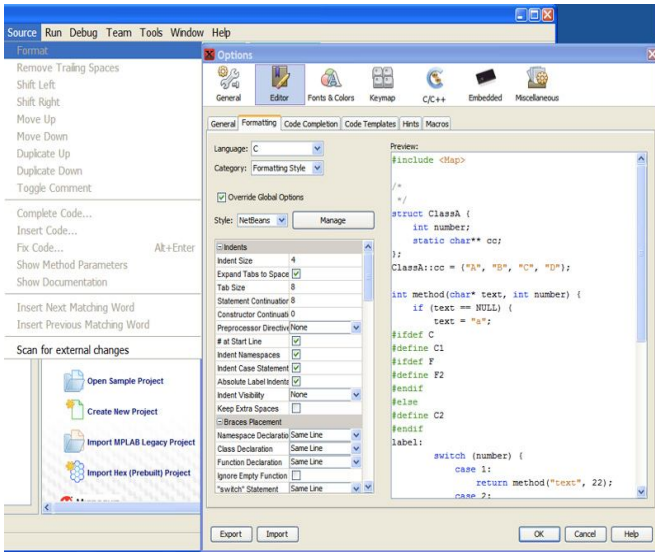 Source Run Debug Team Tools Window Help
Format
Remove Trailing Spaces
Shift Left
Shift Right
Move Up
Move Down
Duplicate Up
Duplicate Down
Toggle Comment
Complete Code...
Insert Code...
Fix Code... Alt+Enter
Show Method Parameters
Show Documentation
Insert Next Matching Word
Insert Previous Matching Word
Scan for external changes
Open Sample Project
Create New Project
Import MPLAB Legacy Project
Import Hex (Prebuilt) Project
Options
General Editor Fonts & Colors Keymap C/C++ Embedded Miscellaneous
General Formatting Code Completion Code Templates Hints Macros
Language: C
Category: Formatting Style
Override Global Options
Style: NetBeans Manage
Indents
Indent Size 4
Expand Tabs to Space
Tab Size 8
Statement Continuation 8
Constructor Continuati 0
Preprocessor Directive None
# at Start Line
Indent Namespaces
Indent Case Statement
Absolute Label Indenta
Indent Visibility None
Keep Extra Spaces
Braces Placement
Namespace Declaratio Same Line
Class Declaration Same Line
Function Declaration Same Line
Ignore Empty Function
"switch" Statement Same Line
Preview:
#include <Map>
/*
*/
struct ClassA {
int number;
static char** cc;
};
ClassA::cc = {"A", "B", "C", "D"};
int method(char* text, int number) {
if (text == NULL) {
text = "a";
#ifdef C
#define C1
#ifdef F
#define F2
#endif
#else
#define C2
#endif
label:
switch (number) {
case 1:
return method("text", 22);
case 2:
Export Import OK Cancel Help